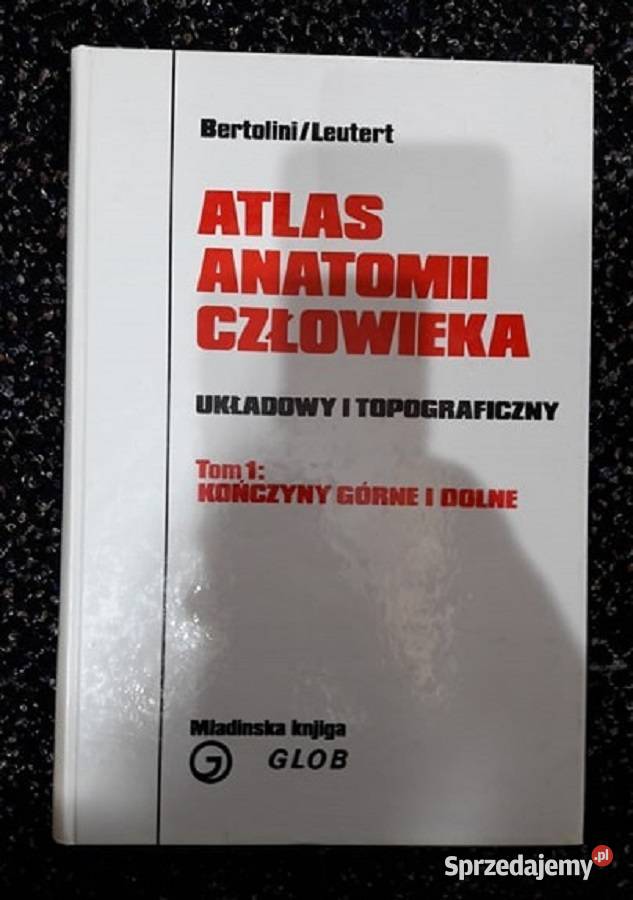 Bertolini/Leutert
ATLAS
ANATOMII
CZŁOWIEKA
UKŁADOWY I TOPOGRAFICZNY
Tom 1:
KOŃCZYNY GÓRNE I DOLNE
Mladinska knjiga
GLOB
Sprzedajemy.pl